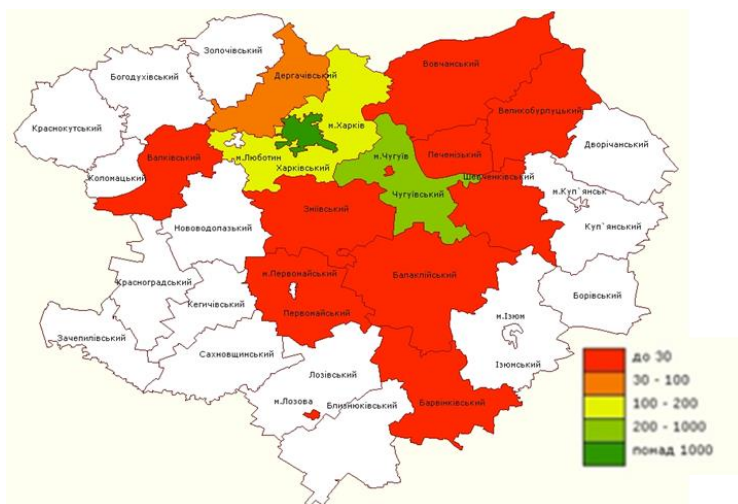 Золочівський
Богодухівський
Дергачівський
Вовчанський
Краснокутський
Великобурлуцький
м.Харків
Дворічанський
Валківський
м.Люботин
м.Чугуїв
Печенізький
Харківський
Коломацький
Шевченківський
м.Куп`янськ
Чугуївський
Зміївський
Нововодолазький
Куп`янський
м.Первомайський
Балаклійський
Красноградський
Кегичівський
Борівський
Первомайський
м.Ізюм
Зачепилівський
Сахновщинський
Ізюмський
Лозівський
м.Лозова
Близнюківський
Барвінківський
до 30
30 - 100
100 - 200
200 - 1000
понад 1000